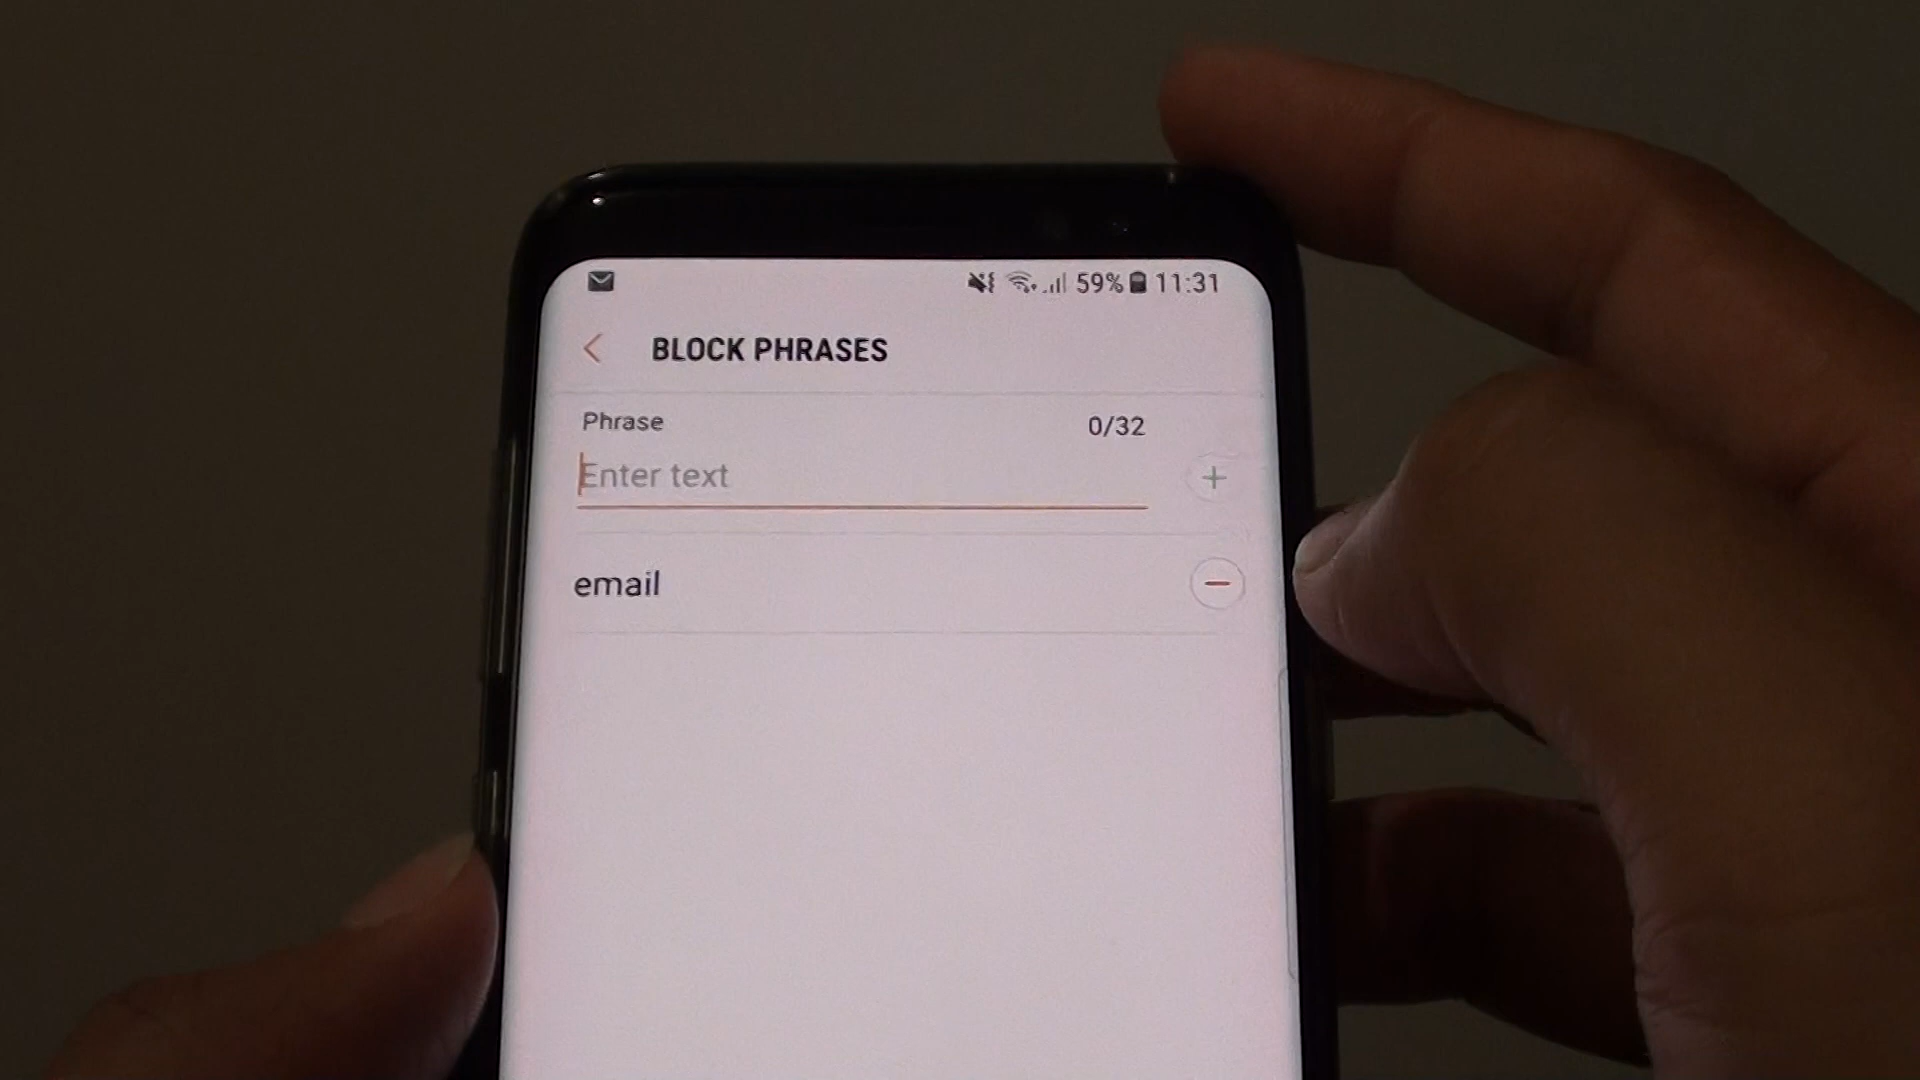 59% 11:31
BLOCK PHRASES
Phrase 0/32
Enter text
email